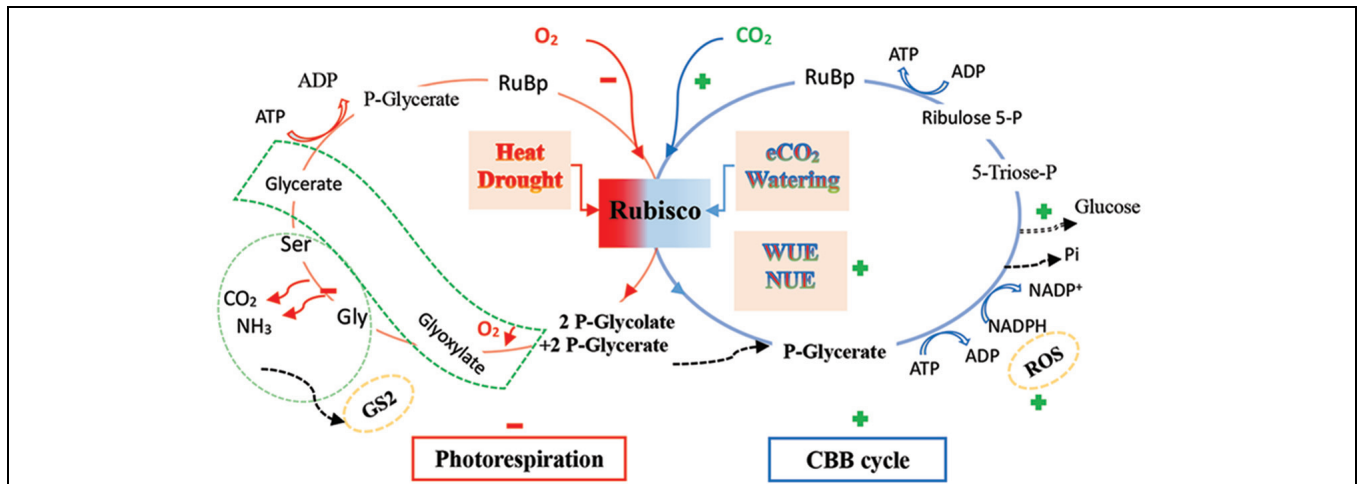 O₂
CO₂
ATP
ADP
ADP
ATP
P-Glycerate
RuBp
RuBp
Ribulose 5-P
Heat
Drought
eCO₂
Watering
5-Triose-P
Glycerate
Rubisco
Glucose
Ser
WUE
NUE
Pi
CO₂
NH₃
Gly
NADP⁺
NADPH
O₂
Glyoxylate
2 P-Glycolate
+2 P-Glycerate
P-Glycerate
ATP
ADP
ROS
GS2
Photorespiration
CBB cycle